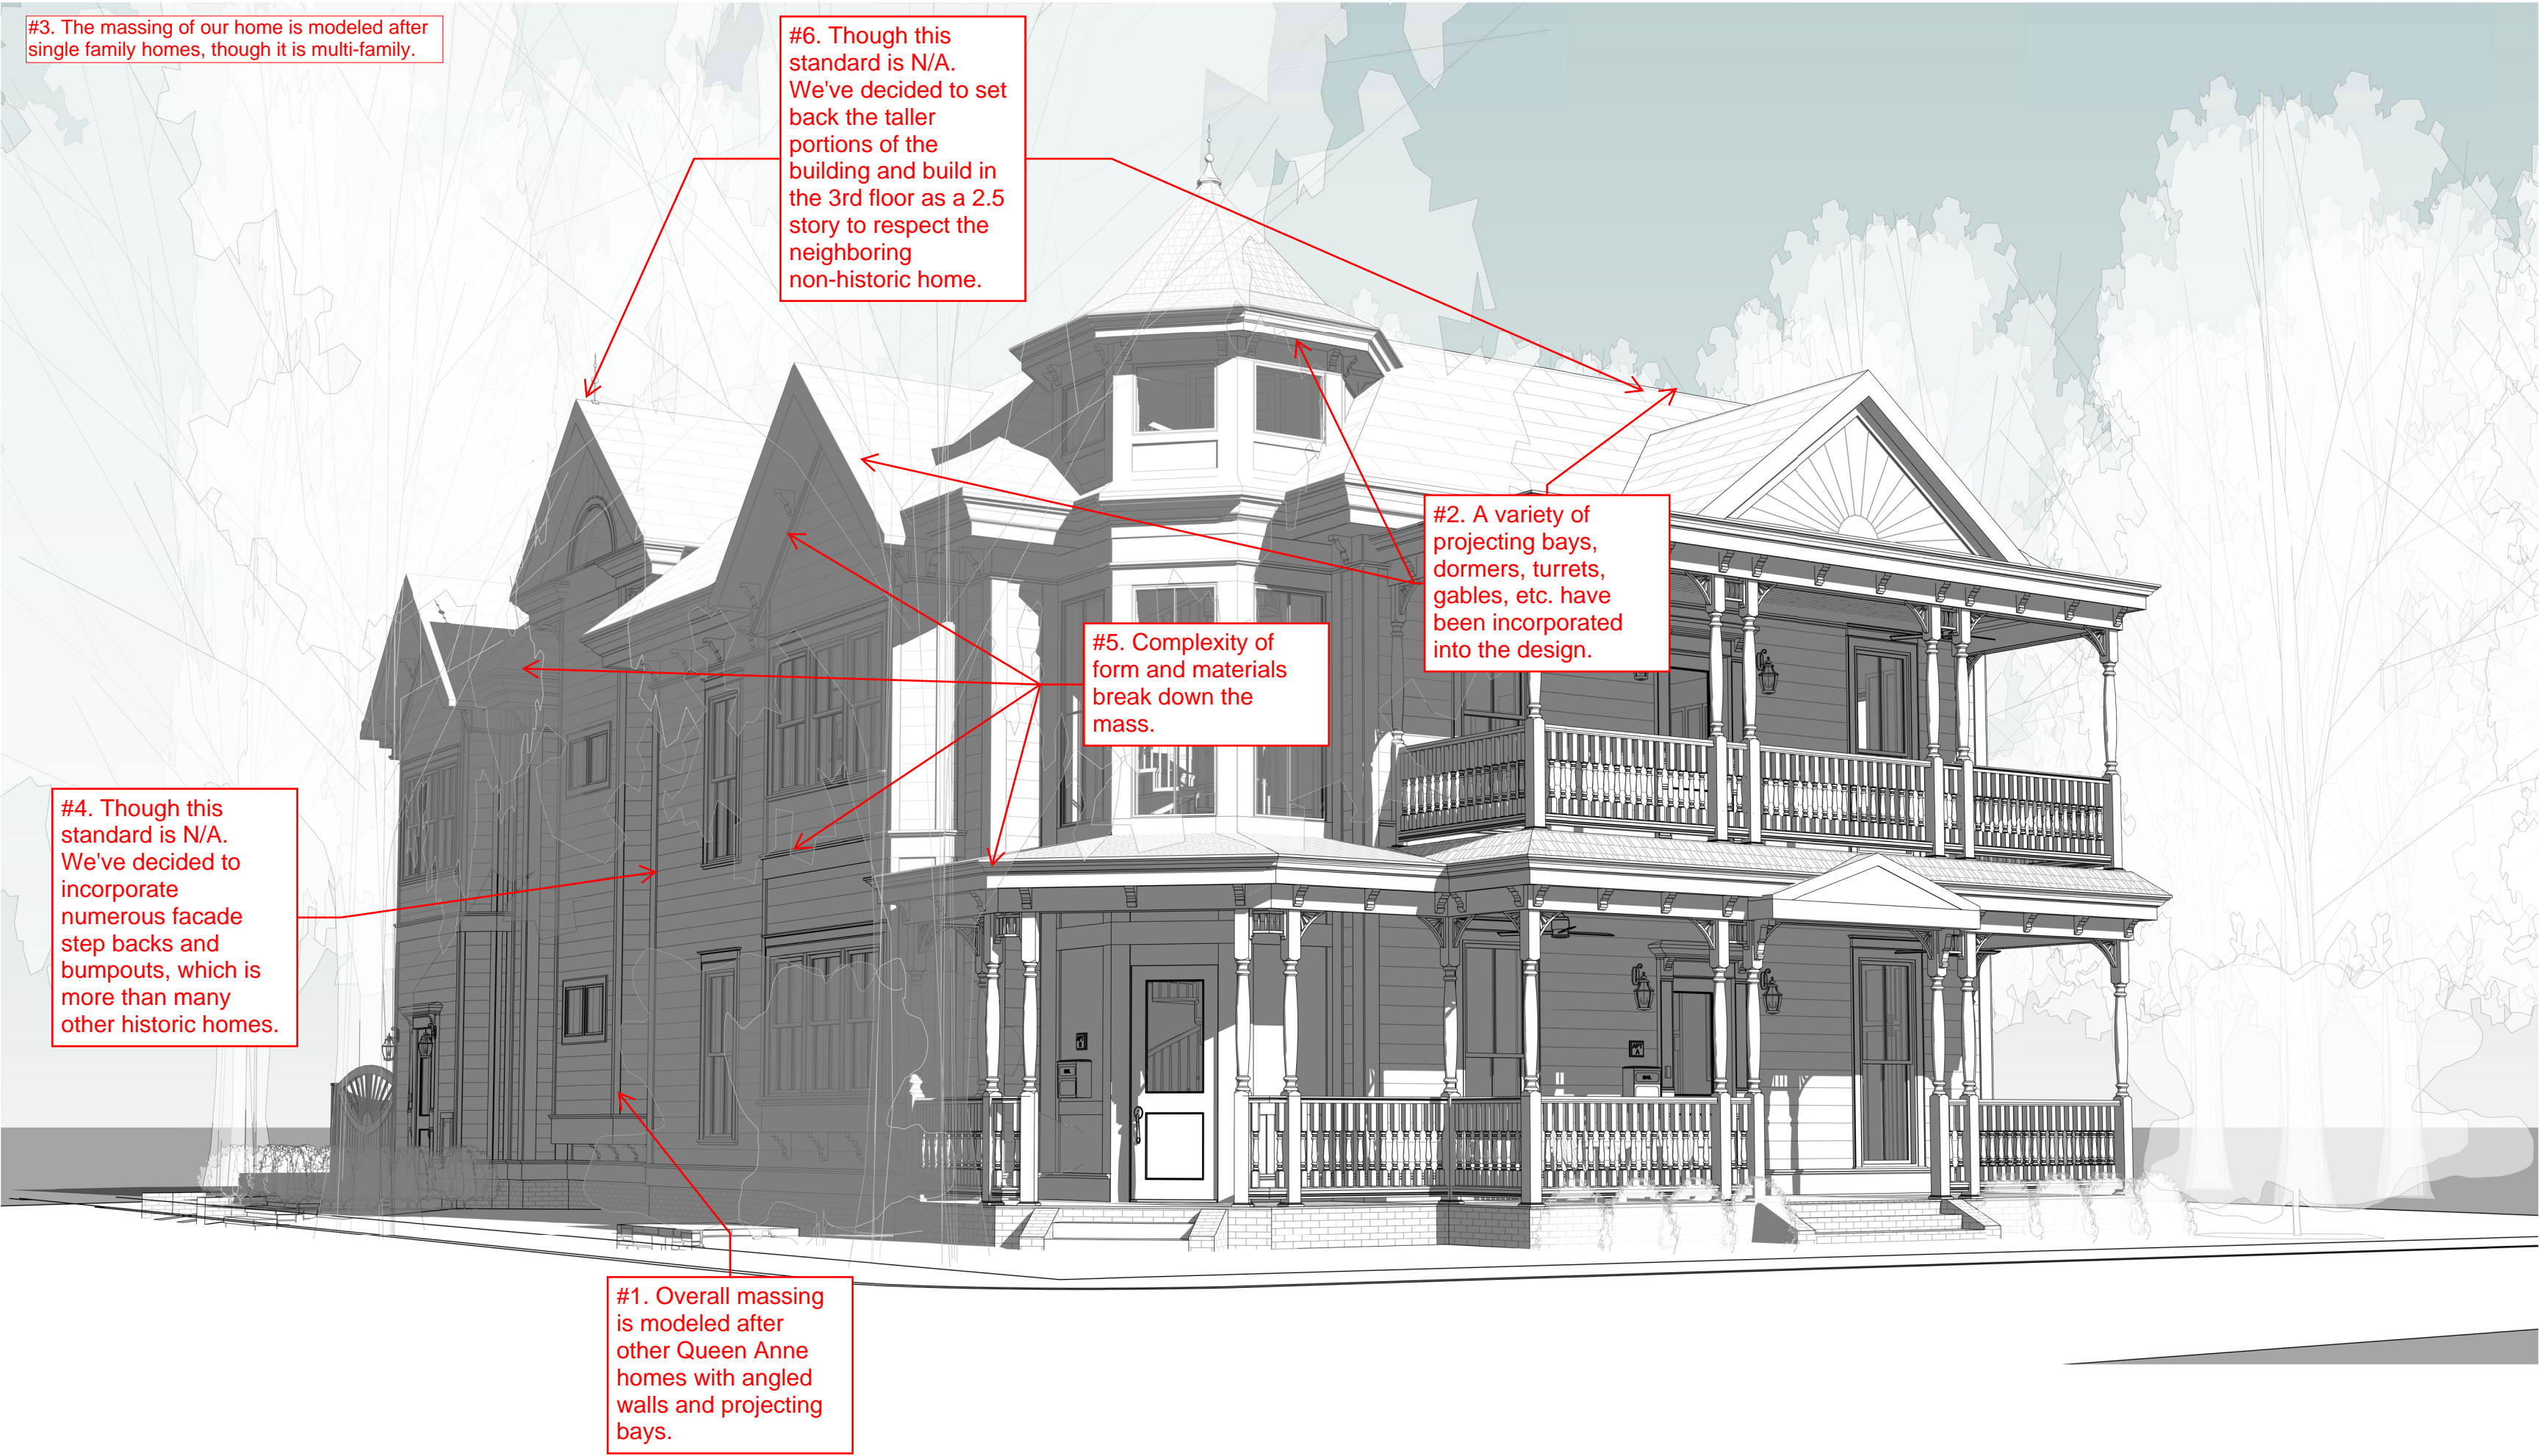 #3. The massing of our home is modeled after
single family homes, though it is multi-family.
#6. Though this
standard is N/A.
We've decided to set
back the taller
portions of the
building and build in
the 3rd floor as a 2.5
story to respect the
neighboring
non-historic home.
#2. A variety of
projecting bays,
dormers, turrets,
gables, etc. have
been incorporated
into the design.
#5. Complexity of
form and materials
break down the
mass.
#4. Though this
standard is N/A.
We've decided to
incorporate
numerous facade
step backs and
bumpouts, which is
more than many
other historic homes.
APT
A
#1. Overall massing
is modeled after
other Queen Anne
homes with angled
walls and projecting
bays.